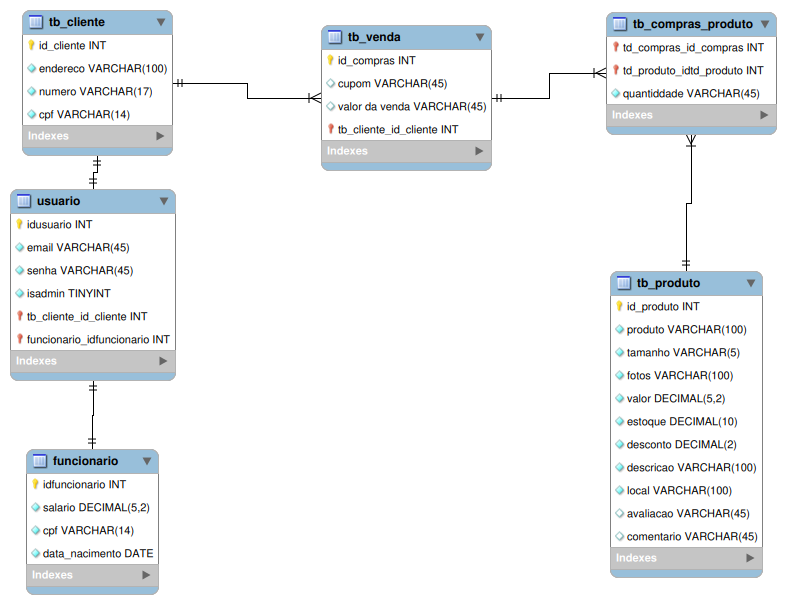 tb_cliente
id_cliente INT
endereco VARCHAR(100)
numero VARCHAR(17)
cpf VARCHAR(14)
Indexes
tb_venda
id_compras INT
cupom VARCHAR(45)
valor da venda VARCHAR(45)
tb_cliente_id_cliente INT
Indexes
tb_compras_produto
td_compras_id_compras INT
td_produto_idtd_produto INT
quantiddade VARCHAR(45)
Indexes
usuario
idusuario INT
email VARCHAR(45)
senha VARCHAR(45)
isadmin TINYINT
tb_cliente_id_cliente INT
funcionario_idfuncionario INT
Indexes
tb_produto
id_produto INT
produto VARCHAR(100)
tamanho VARCHAR(5)
fotos VARCHAR(100)
valor DECIMAL(5,2)
estoque DECIMAL(10)
desconto DECIMAL(2)
descricao VARCHAR(100)
local VARCHAR(100)
avaliacao VARCHAR(45)
comentario VARCHAR(45)
Indexes
funcionario
idfuncionario INT
salario DECIMAL(5,2)
cpf VARCHAR(14)
data_nacimento DATE
Indexes